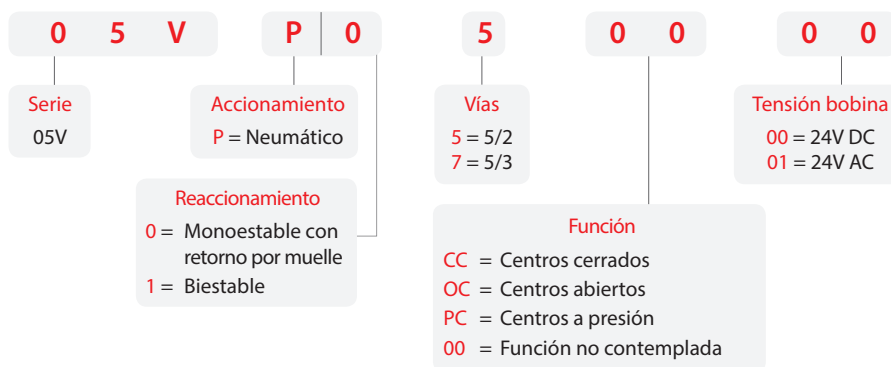 0 5 V P 0 5 0 0 0 0
Serie
05V
Accionamiento
P = Neumático
Vías
5 = 5/2
7 = 5/3
Tensión bobina
00 = 24V DC
01 = 24V AC
Reaccionamiento
0 = Monoestable con
retorno por muelle
1 = Biestable
Función
CC = Centros cerrados
OC = Centros abiertos
PC = Centros a presión
00 = Función no contemplada